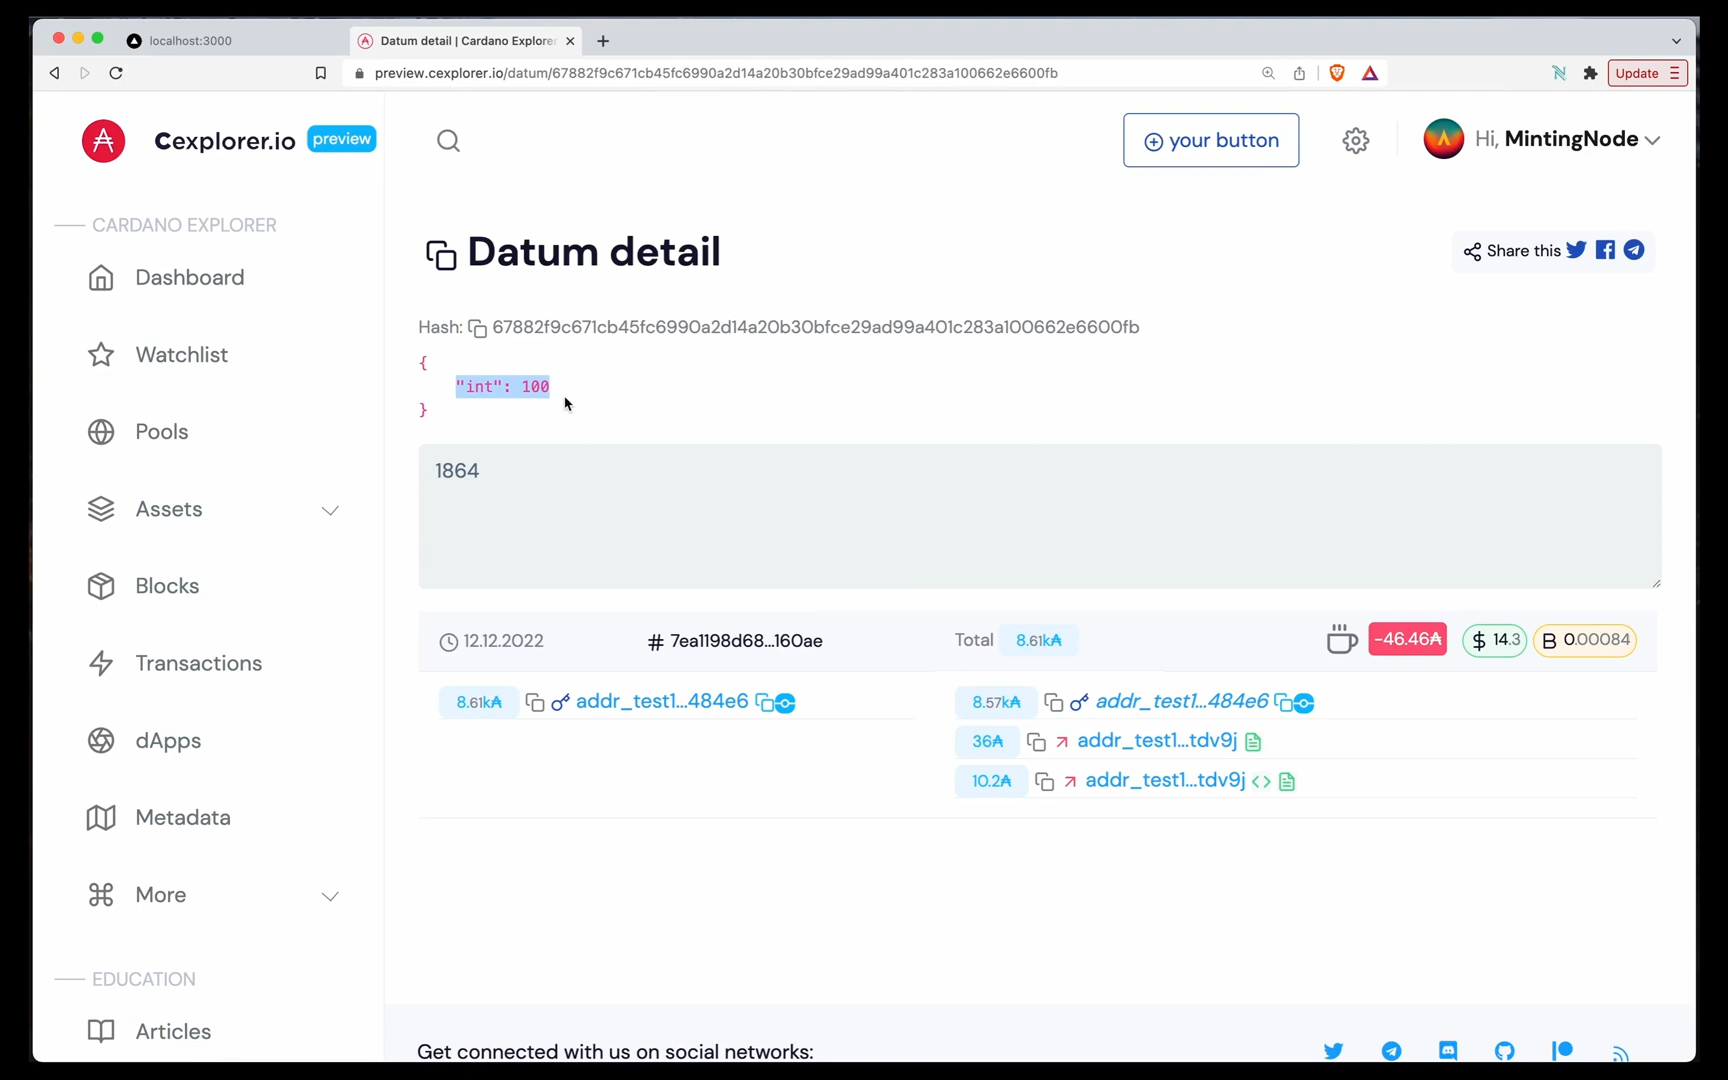 localhost:3000
Datum detail | Cardano Explorer
preview.cexplorer.io/datum/67882f9c671cb45fc6990a2d14a20b30bfce29ad99a401c283a100662e6600fb
Update
Cexplorer.io preview
your button
Hi, MintingNode
CARDANO EXPLORER
Dashboard
Watchlist
Pools
Assets
Blocks
Transactions
dApps
Metadata
More
EDUCATION
Articles
Datum detail
Share this
Hash: 67882f9c671cb45fc6990a2d14a20b30bfce29ad99a401c283a100662e6600fb
{
"int": 100
}
1864
12.12.2022 # 7ea1198d68...160ae Total 8.61k₳ -46.46₳ $ 14.3 B 0.00084
8.61k₳ addr_test1...484e6 8.57k₳ addr_test1...484e6
36₳ addr_test1...tdv9j
10.2₳ addr_test1...tdv9j <>
Get connected with us on social networks: